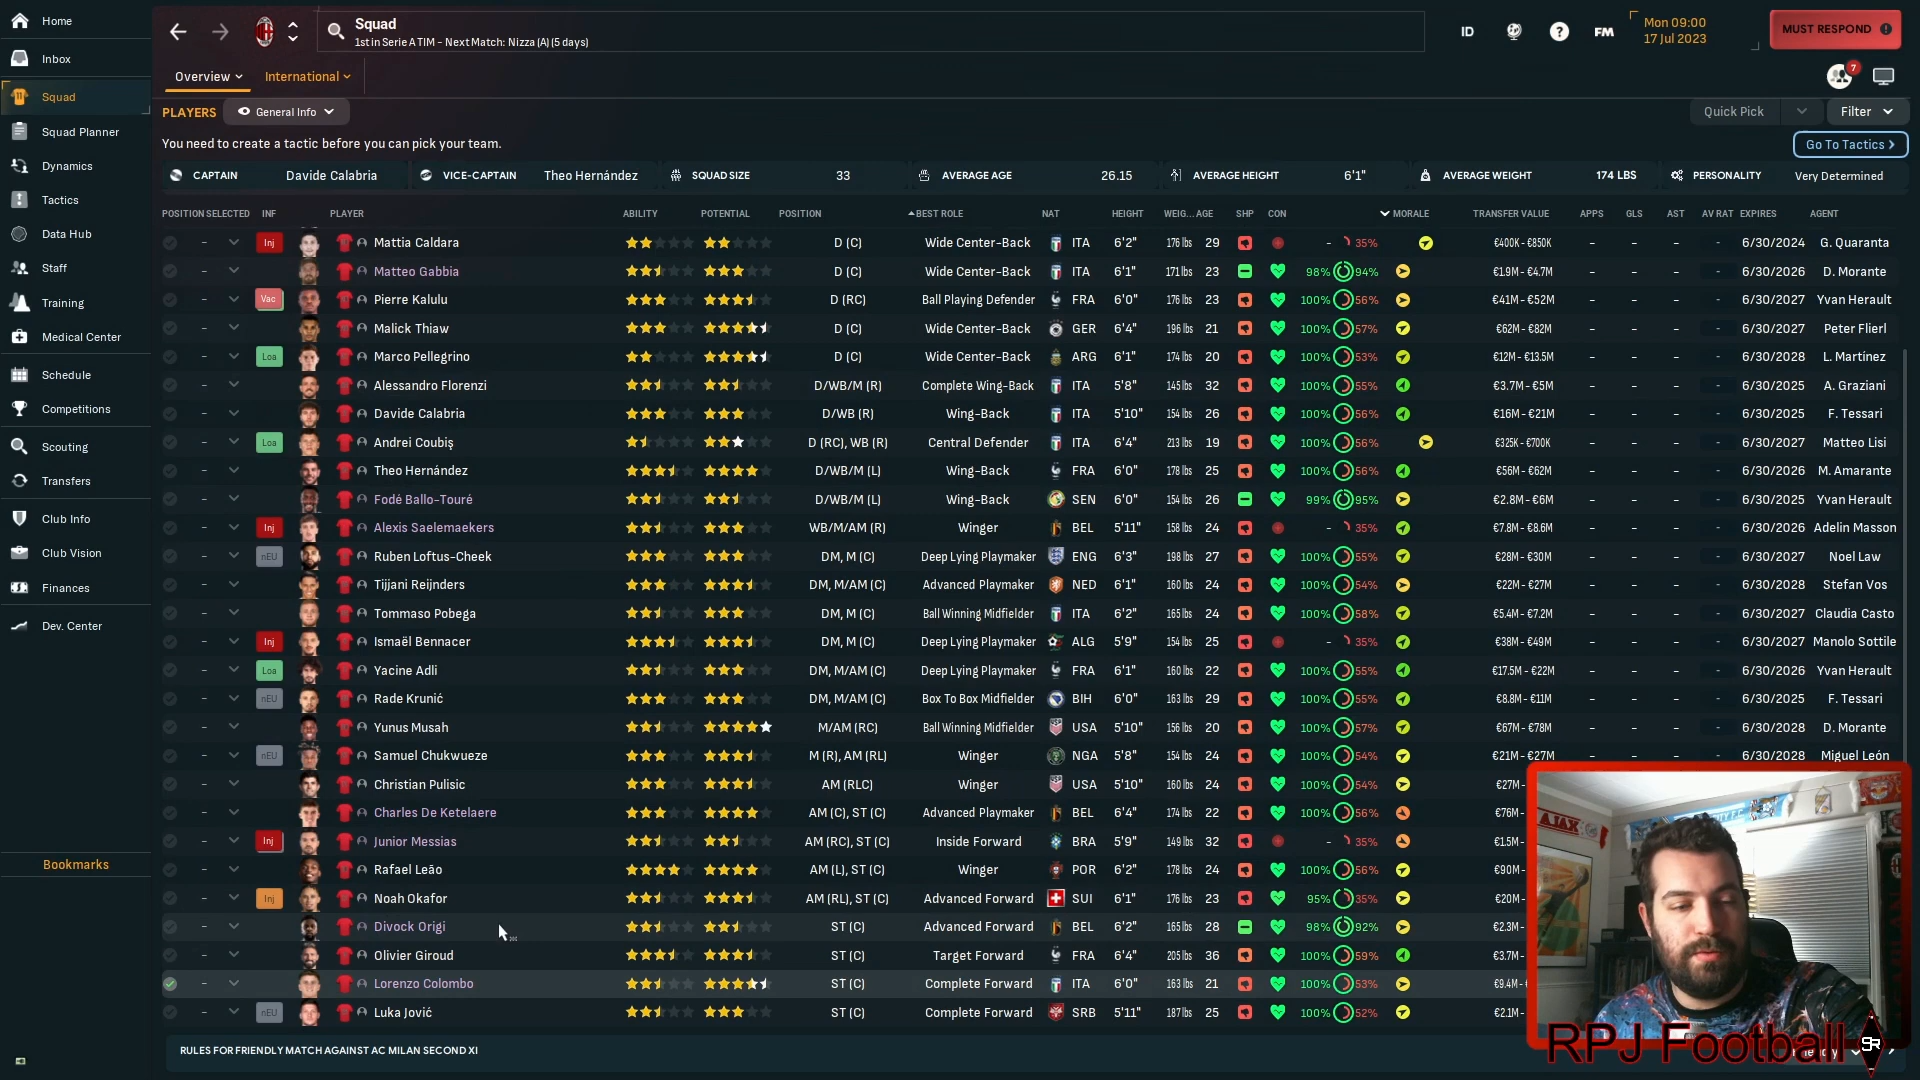 Home
Inbox
Squad
Squad Planner
Dynamics
Tactics
Data Hub
Staff
Training
Medical Center
Schedule
Competitions
Scouting
Transfers
Club Info
Club Vision
Finances
Dev. Center
Bookmarks
Squad
1st in Serie A TIM - Next Match: Nizza (A) (5 days)
ID FM Mon 09:00 17 Jul 2023 MUST RESPOND
Overview International 7
PLAYERS General Info Quick Pick Filter
You need to create a tactic before you can pick your team. Go To Tactics >
CAPTAIN Davide Calabria VICE-CAPTAIN Theo Hernández SQUAD SIZE 33 AVERAGE AGE 26.15 AVERAGE HEIGHT 6'1" AVERAGE WEIGHT 174 LBS PERSONALITY Very Determined
POSITION SELECTED INF PLAYER ABILITY POTENTIAL POSITION BEST ROLE NAT HEIGHT WEIG... AGE SHP CON MORALE TRANSFER VALUE APPS GLS AST AV RAT EXPIRES AGENT
- Inj Mattia Caldara D (C) Wide Center-Back ITA 6'2" 176 lbs 29 - 35% €400K - €850K - - - - 6/30/2024 G. Quaranta
- Matteo Gabbia D (C) Wide Center-Back ITA 6'1" 171 lbs 23 98% 94% €1.9M - €4.7M - - - - 6/30/2026 D. Morante
- Vac Pierre Kalulu D (RC) Ball Playing Defender FRA 6'0" 176 lbs 23 100% 56% €41M - €52M - - - - 6/30/2027 Yvan Herault
- Malick Thiaw D (C) Wide Center-Back GER 6'4" 196 lbs 21 100% 57% €62M - €82M - - - - 6/30/2027 Peter Flierl
- Loa Marco Pellegrino D (C) Wide Center-Back ARG 6'1" 174 lbs 20 100% 53% €12M - €13.5M - - - - 6/30/2028 L. Martínez
- Alessandro Florenzi D/WB/M (R) Complete Wing-Back ITA 5'8" 145 lbs 32 100% 55% €3.7M - €5M - - - - 6/30/2025 A. Graziani
- Davide Calabria D/WB (R) Wing-Back ITA 5'10" 154 lbs 26 100% 56% €16M - €21M - - - - 6/30/2025 F. Tessari
- Loa Andrei Coubiş D (RC), WB (R) Central Defender ITA 6'4" 213 lbs 19 100% 56% €325K - €700K - - - - 6/30/2027 Matteo Lisi
- Theo Hernández D/WB/M (L) Wing-Back FRA 6'0" 178 lbs 25 100% 56% €56M - €62M - - - - 6/30/2026 M. Amarante
- Fodé Ballo-Touré D/WB/M (L) Wing-Back SEN 6'0" 154 lbs 26 99% 95% €2.8M - €6M - - - - 6/30/2025 Yvan Herault
- Inj Alexis Saelemaekers WB/M/AM (R) Winger BEL 5'11" 158 lbs 24 - 35% €7.8M - €8.6M - - - - 6/30/2026 Adelin Masson
- nEU Ruben Loftus-Cheek DM, M (C) Deep Lying Playmaker ENG 6'3" 198 lbs 27 100% 55% €28M - €30M - - - - 6/30/2027 Noel Law
- Tijjani Reijnders DM, M/AM (C) Advanced Playmaker NED 6'1" 160 lbs 24 100% 54% €22M - €27M - - - - 6/30/2028 Stefan Vos
- Tommaso Pobega DM, M (C) Ball Winning Midfielder ITA 6'2" 165 lbs 24 100% 58% €5.4M - €7.2M - - - - 6/30/2027 Claudia Casto
- Inj Ismaël Bennacer DM, M (C) Deep Lying Playmaker ALG 5'9" 154 lbs 25 - 35% €38M - €49M - - - - 6/30/2027 Manolo Sottile
- Loa Yacine Adli DM, M/AM (C) Deep Lying Playmaker FRA 6'1" 160 lbs 22 100% 55% €17.5M - €22M - - - - 6/30/2026 Yvan Herault
- nEU Rade Krunić DM, M/AM (C) Box To Box Midfielder BIH 6'0" 163 lbs 29 100% 55% €8.8M - €11M - - - - 6/30/2025 F. Tessari
- Yunus Musah M/AM (RC) Ball Winning Midfielder USA 5'10" 156 lbs 20 100% 57% €67M - €78M - - - - 6/30/2028 D. Morante
- nEU Samuel Chukwueze M (R), AM (RL) Winger NGA 5'8" 154 lbs 24 100% 54% €21M - €27M - - - - 6/30/2028 Miguel León
- Christian Pulisic AM (RLC) Winger USA 5'10" 160 lbs 24 100% 54% €27M -
- Charles De Ketelaere AM (C), ST (C) Advanced Playmaker BEL 6'4" 174 lbs 22 100% 56% €76M -
- Inj Junior Messias AM (RC), ST (C) Inside Forward BRA 5'9" 149 lbs 32 - 35% €1.5M -
- Rafael Leão AM (L), ST (C) Winger POR 6'2" 178 lbs 24 100% 56% €90M -
- Inj Noah Okafor AM (RL), ST (C) Advanced Forward SUI 6'1" 176 lbs 23 95% 35% €20M -
- Divock Origi ST (C) Advanced Forward BEL 6'2" 165 lbs 28 98% 92% €2.3M -
- Olivier Giroud ST (C) Target Forward FRA 6'4" 205 lbs 36 100% 59% €3.7M -
- Lorenzo Colombo ST (C) Complete Forward ITA 6'0" 163 lbs 21 100% 53% €9.4M -
- nEU Luka Jović ST (C) Complete Forward SRB 5'11" 187 lbs 25 100% 52% €2.1M -
RULES FOR FRIENDLY MATCH AGAINST AC MILAN SECOND XI
AJAX
RPJ Football